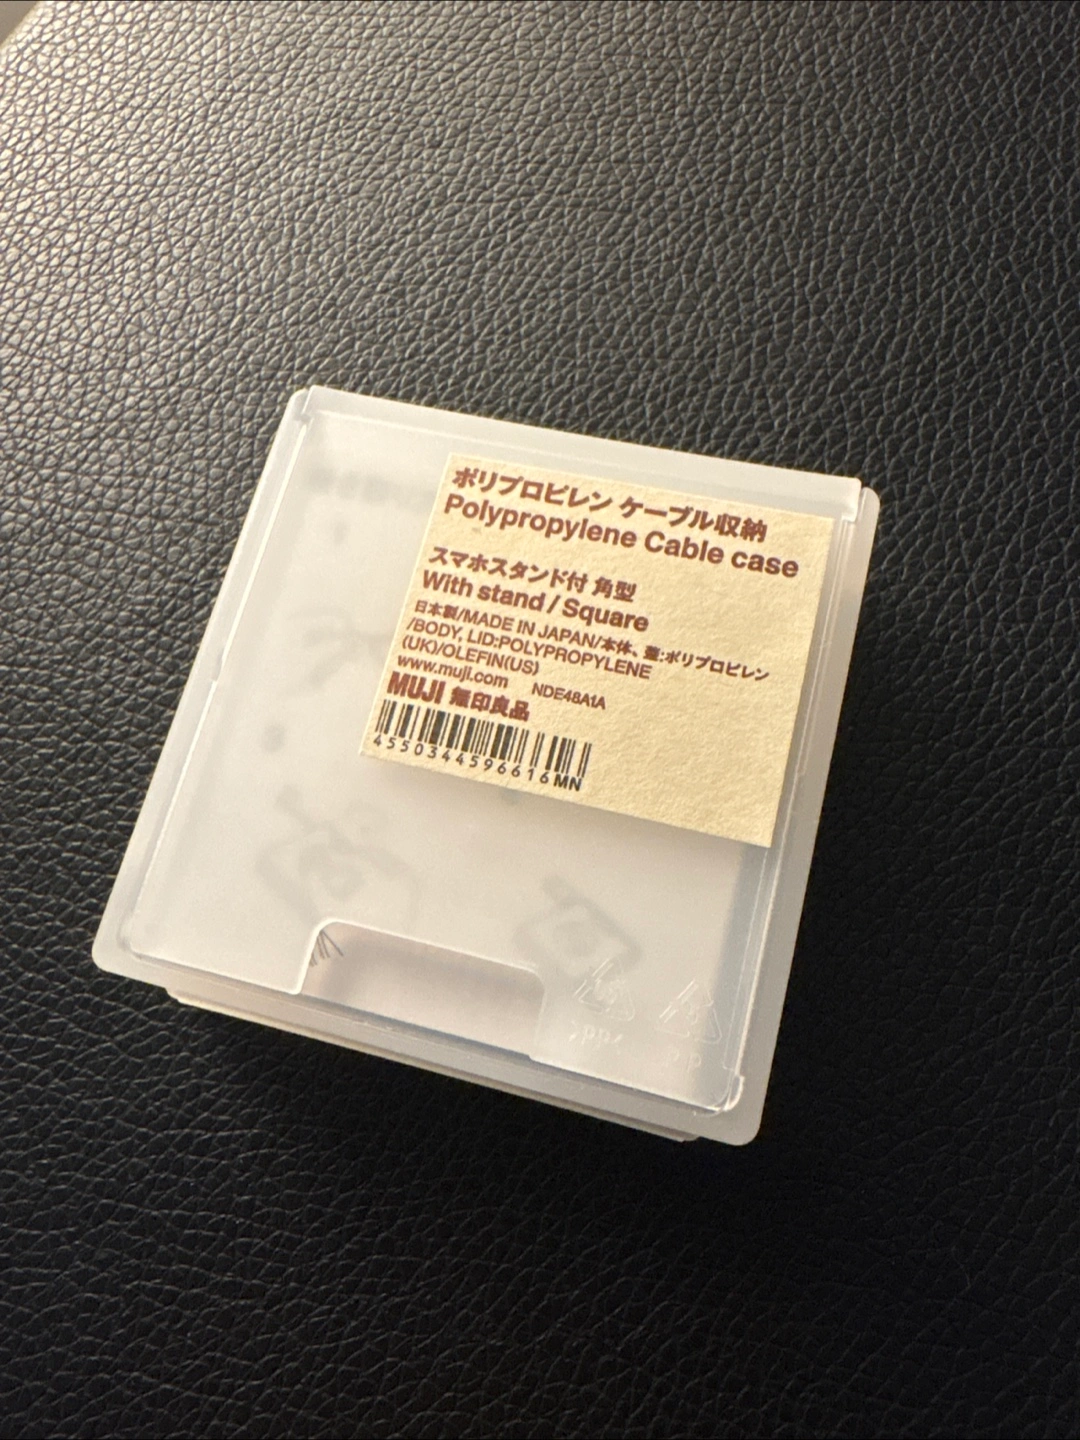 ポリプロピレン ケーブル収納
Polypropylene Cable case
スマホスタンド付 角型
With stand / Square
日本製/MADE IN JAPAN/本体、蓋:ポリプロピレン
/BODY, LID:POLYPROPYLENE
(UK)/OLEFIN(US)
www.muji.com NDE48A1A
MUJI 無印良品
4550344596616MN